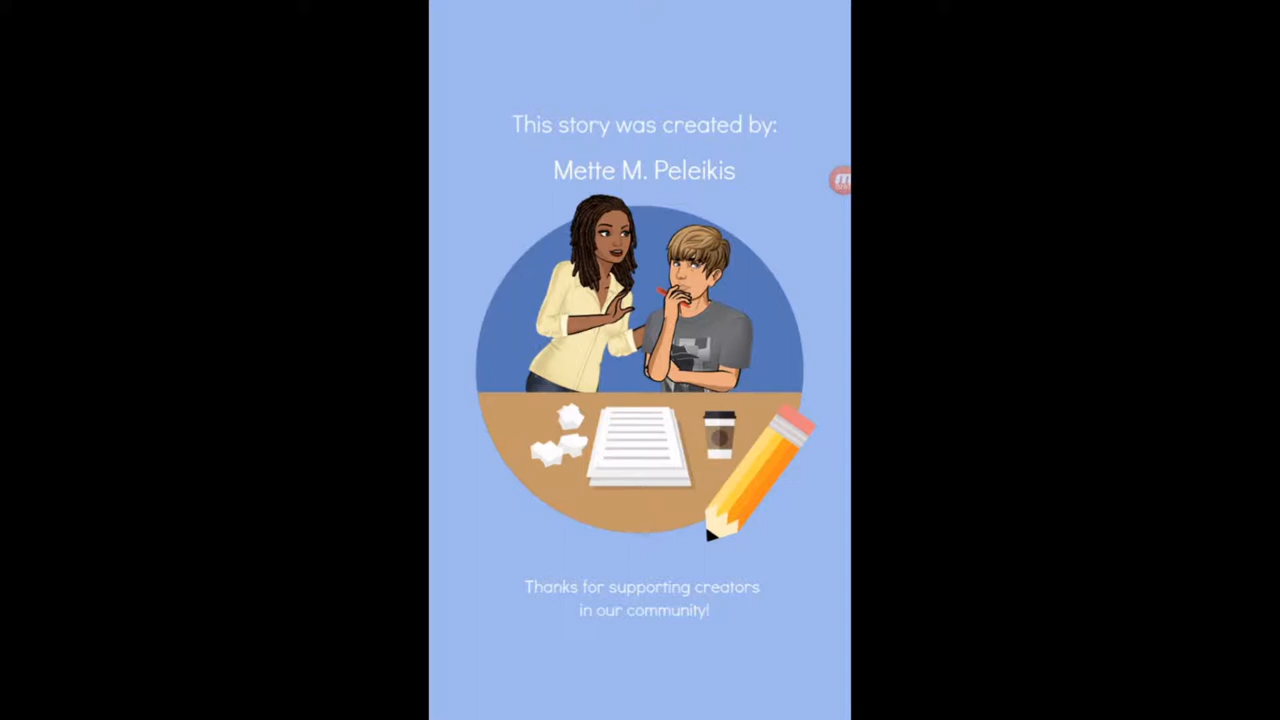 This story was created by:
Mette M. Peleikis
Thanks for supporting creators
in our community!